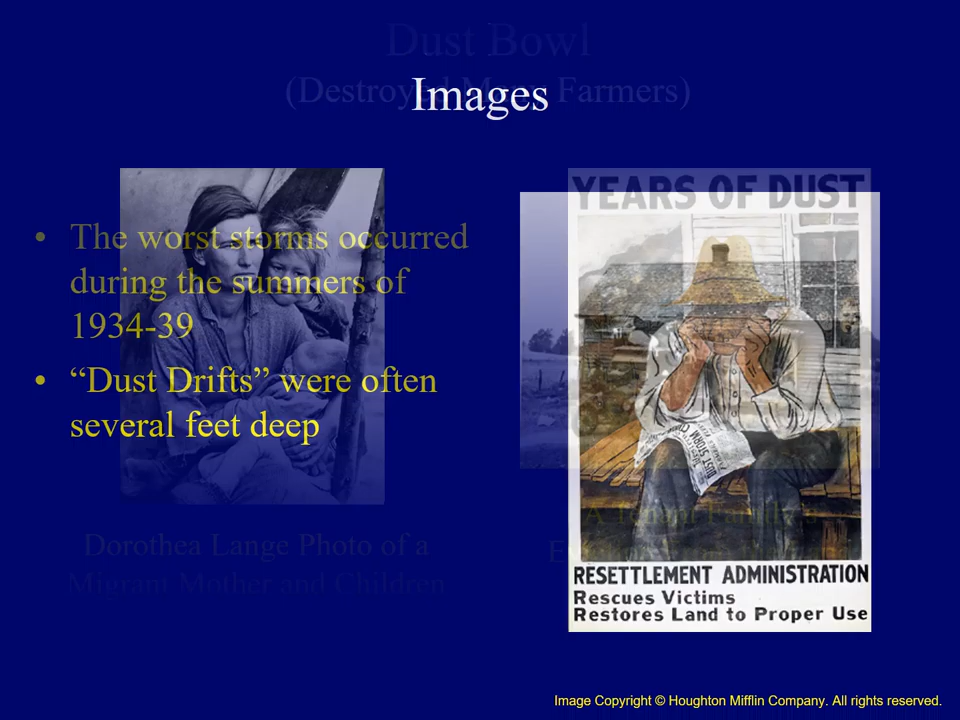 Dust Bowl
(Destroyed Many Farmers)
Images
The worst storms occurred
during the summers of
1934-39
“Dust Drifts” were often
several feet deep
Dorothea Lange Photo of a
Migrant Mother and Children
YEARS OF DUST
DUST STORM
RESETTLEMENT ADMINISTRATION
Rescues Victims
Restores Land to Proper Use
Image Copyright © Houghton Mifflin Company. All rights reserved.